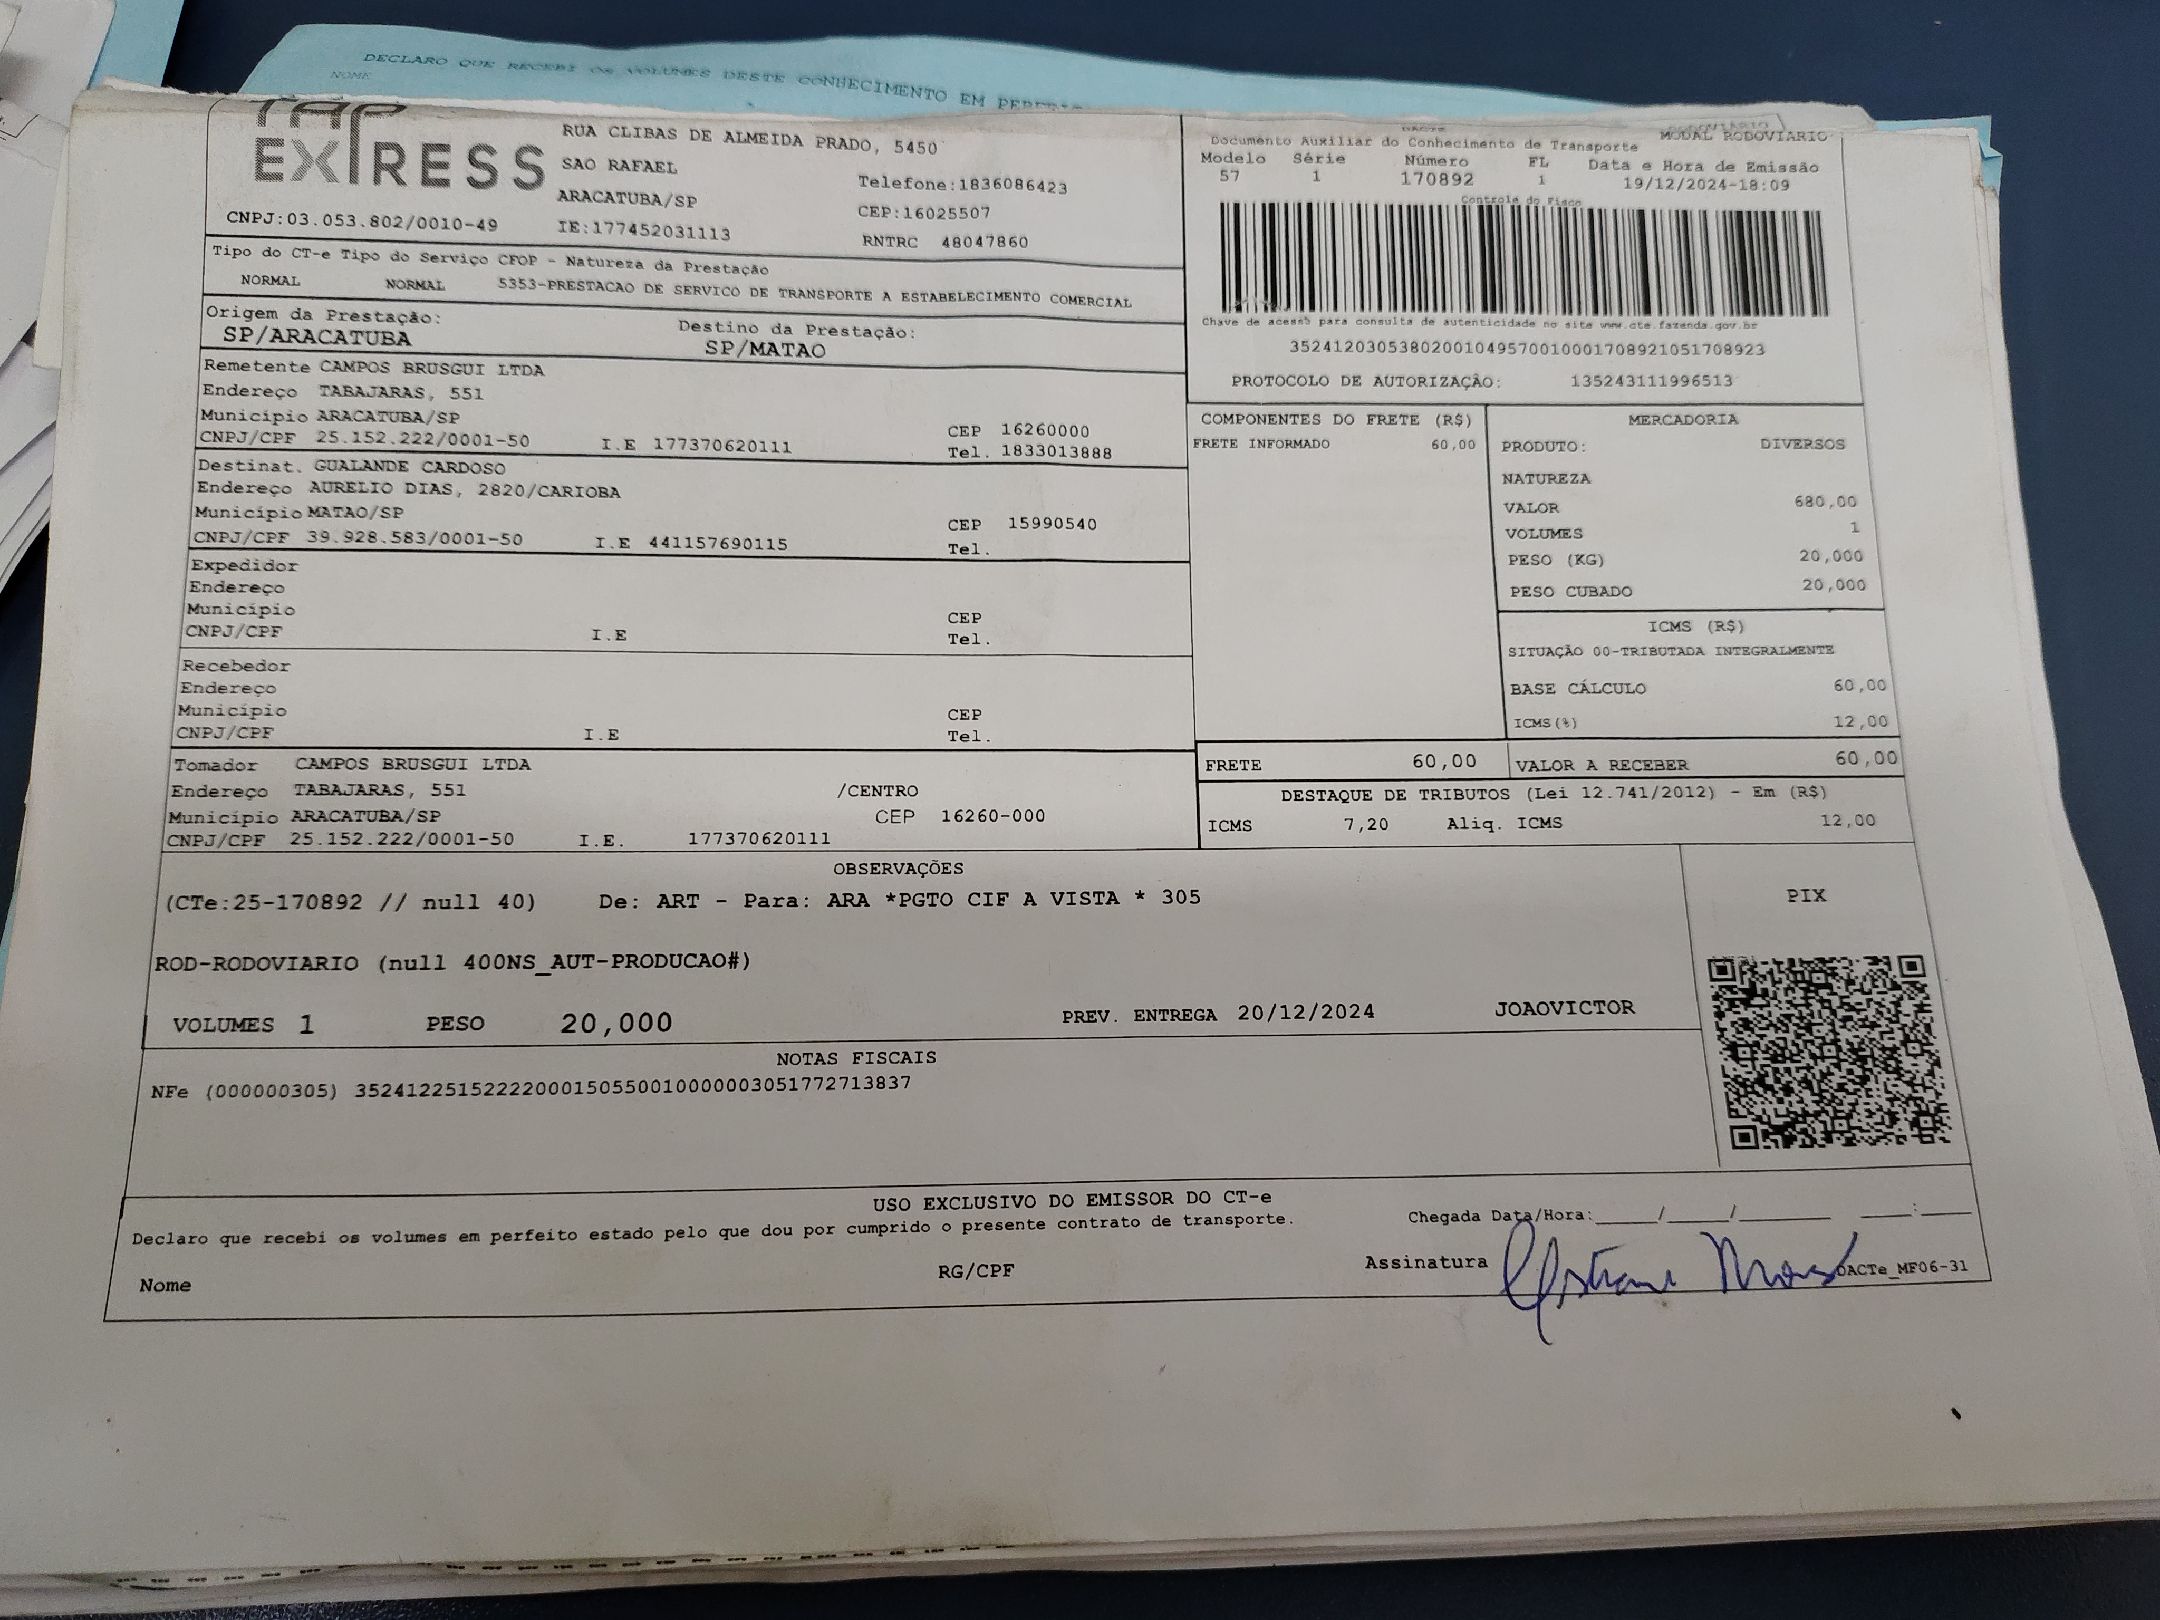 DECLARO QUE RECEBI OS VOLUMES DESTE CONHECIMENTO EM
NOME
TAP
EXPRESS
RUA CLIBAS DE ALMEIDA PRADO, 5450
SAO RAFAEL
Telefone:1836086423
ARACATUBA/SP
CEP:16025507
CNPJ:03.053.802/0010-49
IE:177452031113
RNTRC 48047860
DACTE
MODAL RODOVIARIO
Documento Auxiliar do Conhecimento de Transporte
Modelo Série Número FL Data e Hora de Emissão
57 1 170892 1 19/12/2024-18:09
Controle do Fisco
Chave de acesso para consulta de autenticidade no site www.cte.fazenda.gov.br
35241203053802001049570010001708921051708923
PROTOCOLO DE AUTORIZAÇÃO: 135243111996513
Tipo do CT-e Tipo do Serviço CFOP - Natureza da Prestação
NORMAL NORMAL 5353-PRESTACAO DE SERVICO DE TRANSPORTE A ESTABELECIMENTO COMERCIAL
Origem da Prestação: Destino da Prestação:
SP/ARACATUBA SP/MATAO
Remetente CAMPOS BRUSGUI LTDA
Endereço TABAJARAS, 551
Município ARACATUBA/SP CEP 16260000
CNPJ/CPF 25.152.222/0001-50 I.E 177370620111 Tel. 1833013888
Destinat. GUALANDE CARDOSO
Endereço AURELIO DIAS, 2820/CARIOBA
Município MATAO/SP CEP 15990540
CNPJ/CPF 39.928.583/0001-50 I.E 441157690115 Tel.
Expedidor
Endereço
Município CEP
CNPJ/CPF I.E Tel.
Recebedor
Endereço
Município CEP
CNPJ/CPF I.E Tel.
Tomador CAMPOS BRUSGUI LTDA
Endereço TABAJARAS, 551 /CENTRO
Município ARACATUBA/SP CEP 16260-000
CNPJ/CPF 25.152.222/0001-50 I.E. 177370620111
COMPONENTES DO FRETE (R$)
FRETE INFORMADO 60,00
MERCADORIA
PRODUTO: DIVERSOS
NATUREZA
VALOR 680,00
VOLUMES 1
PESO (KG) 20,000
PESO CUBADO 20,000
ICMS (R$)
SITUAÇÃO 00-TRIBUTADA INTEGRALMENTE
BASE CÁLCULO 60,00
ICMS(%) 12,00
FRETE 60,00 VALOR A RECEBER 60,00
DESTAQUE DE TRIBUTOS (Lei 12.741/2012) - Em (R$)
ICMS 7,20 Aliq. ICMS 12,00
OBSERVAÇÕES
(CTe:25-170892 // null 40) De: ART - Para: ARA *PGTO CIF A VISTA * 305
ROD-RODOVIARIO (null 400NS_AUT-PRODUCAO#)
VOLUMES 1 PESO 20,000 PREV. ENTREGA 20/12/2024 JOAOVICTOR
PIX
NOTAS FISCAIS
NFe (000000305) 35241225152222000150550010000003051772713837
USO EXCLUSIVO DO EMISSOR DO CT-e
Declaro que recebi os volumes em perfeito estado pelo que dou por cumprido o presente contrato de transporte.
Chegada Data/Hora:_____/_____/_______ ____:____
Nome RG/CPF Assinatura
DACTe_MF06-31